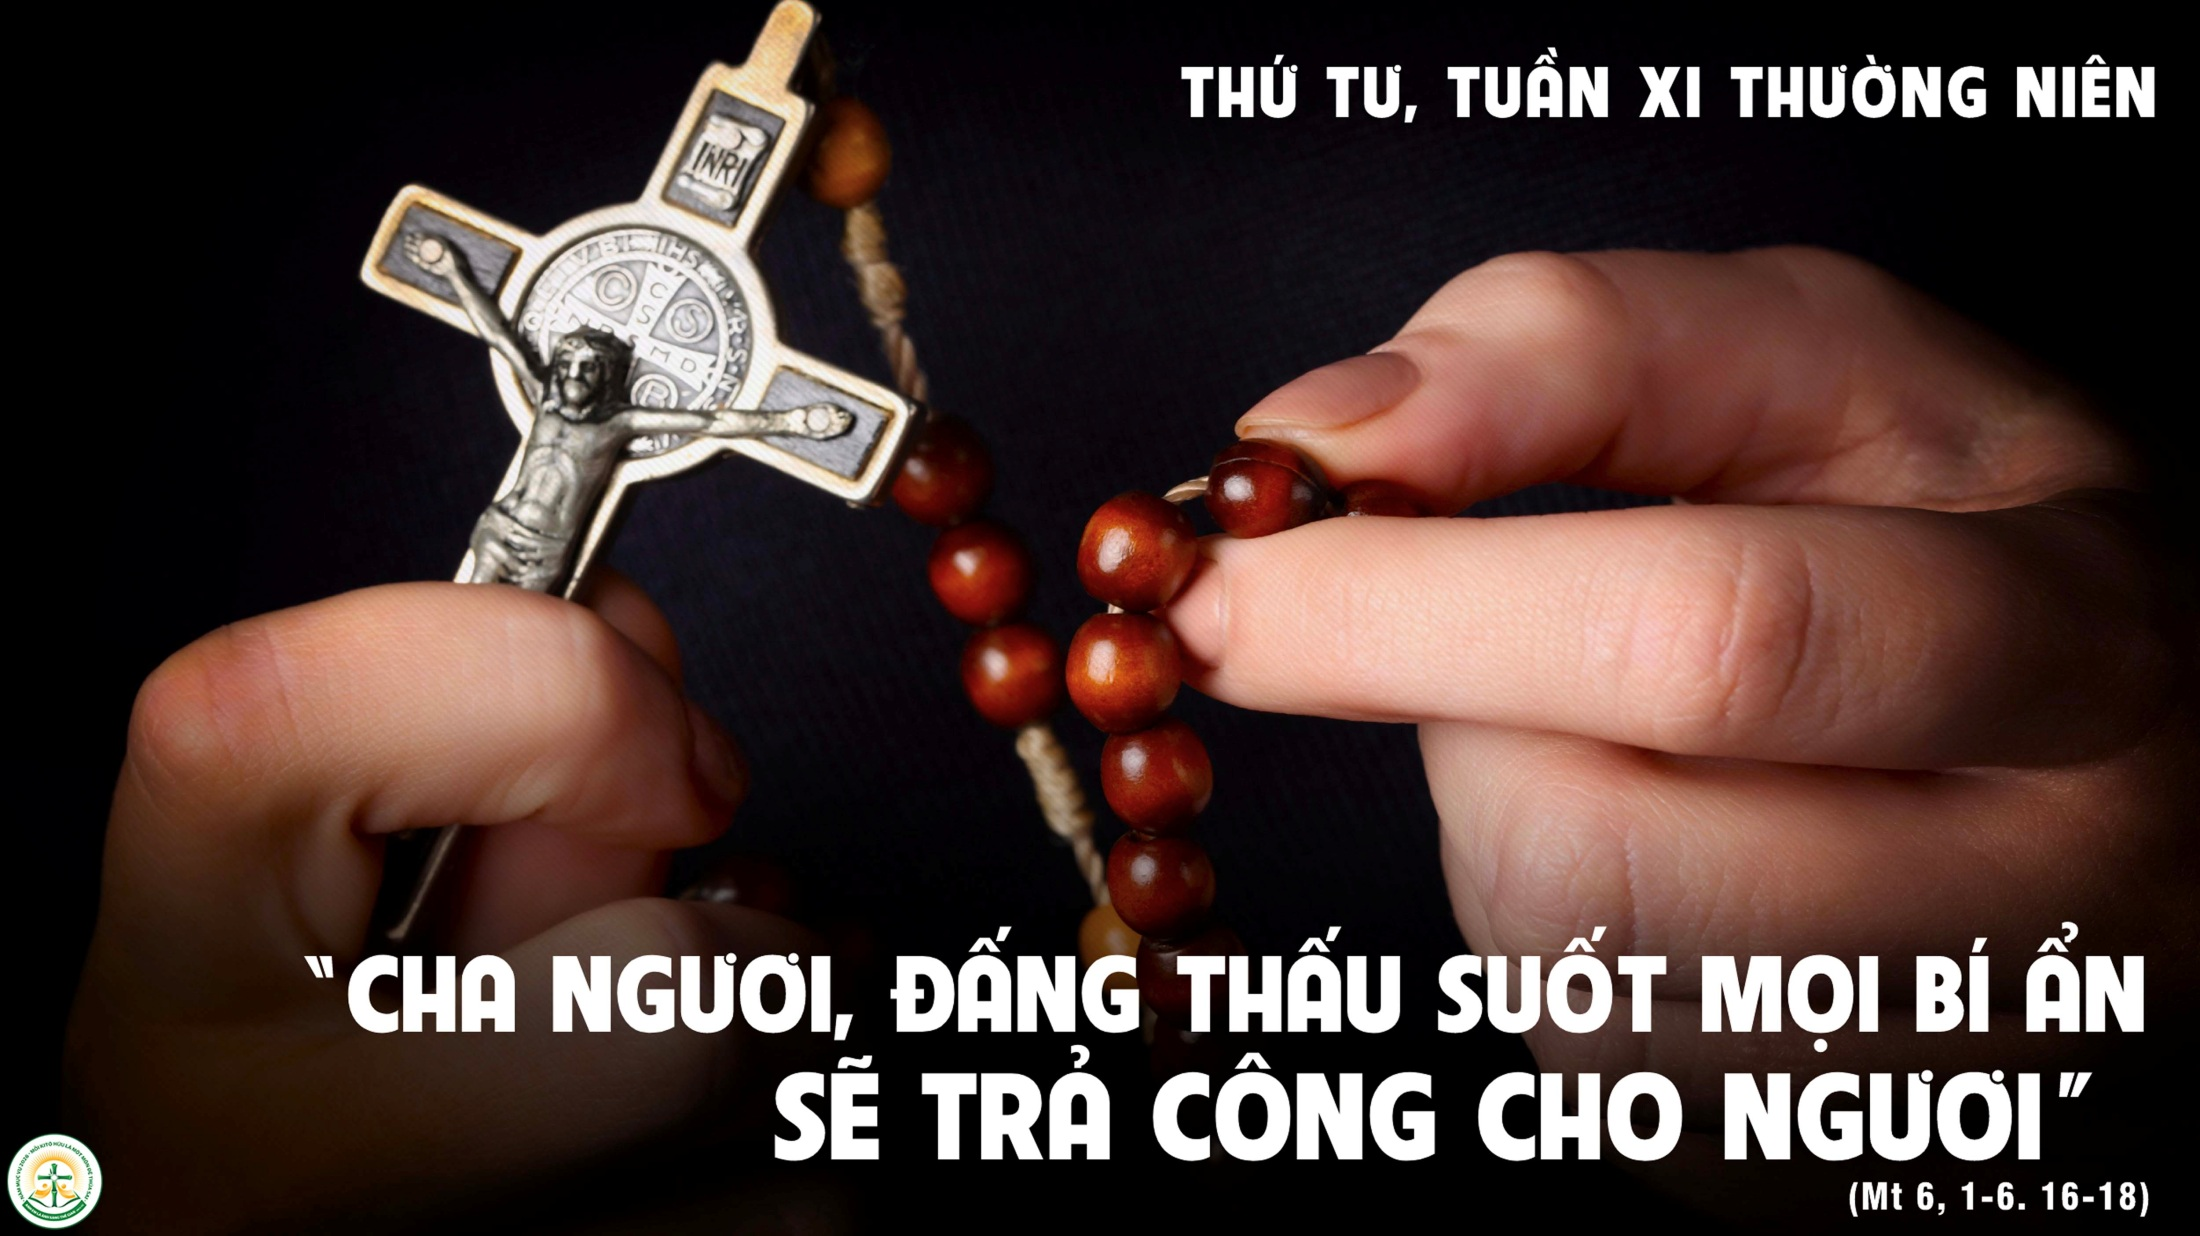 THỨ TƯ, TUẦN XI THƯỜNG NIÊN
INRI
"CHA NGƯƠI, ĐẤNG THẤU SUỐT MỌI BÍ ẨN
SẼ TRẢ CÔNG CHO NGƯƠI"
(Mt 6, 1-6. 16-18)